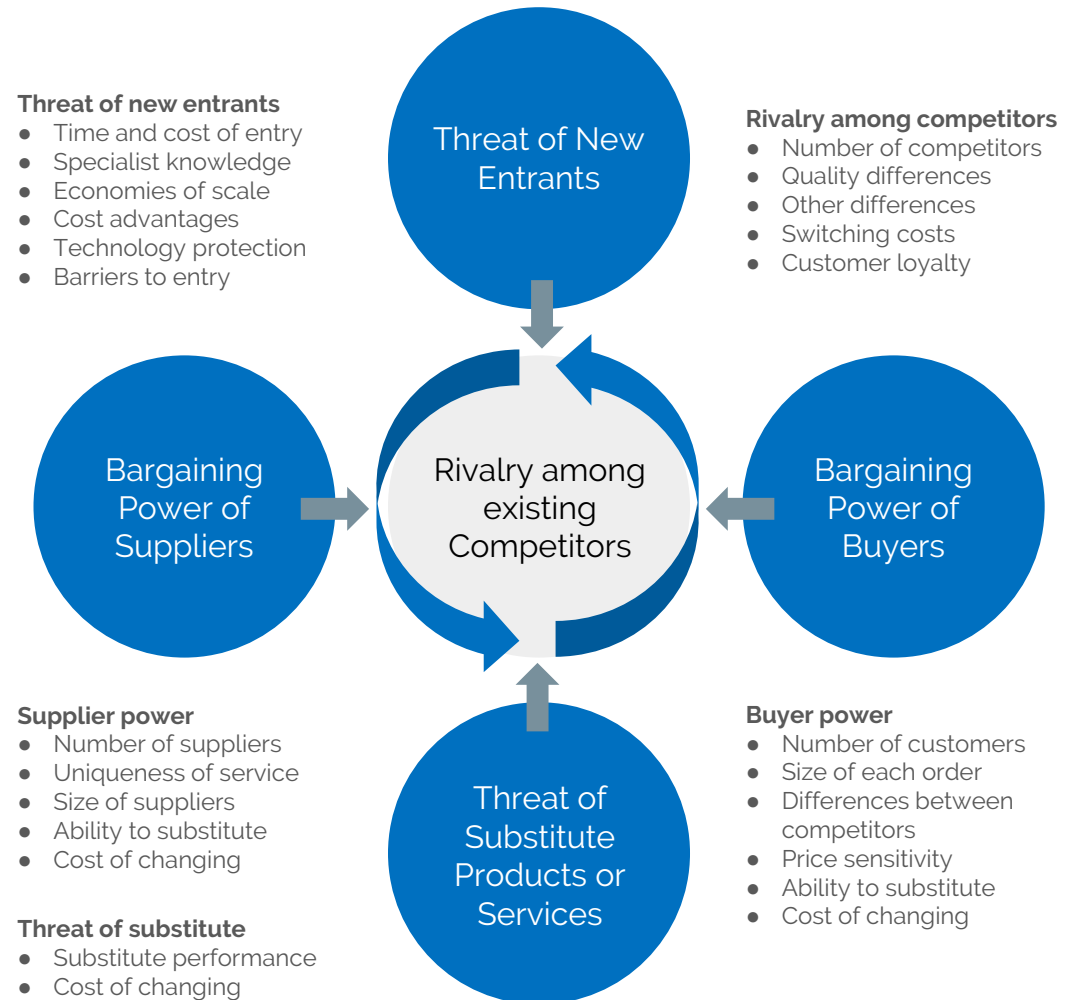 Threat of new entrants
● Time and cost of entry
● Specialist knowledge
● Economies of scale
● Cost advantages
● Technology protection
● Barriers to entry
Threat of New
Entrants
Rivalry among competitors
● Number of competitors
● Quality differences
● Other differences
● Switching costs
● Customer loyalty
Bargaining
Power of
Suppliers
Rivalry among
existing
Competitors
Bargaining
Power of
Buyers
Supplier power
● Number of suppliers
● Uniqueness of service
● Size of suppliers
● Ability to substitute
● Cost of changing
Threat of substitute
● Substitute performance
● Cost of changing
Threat of
Substitute
Products or
Services
Buyer power
● Number of customers
● Size of each order
● Differences between
competitors
● Price sensitivity
● Ability to substitute
● Cost of changing